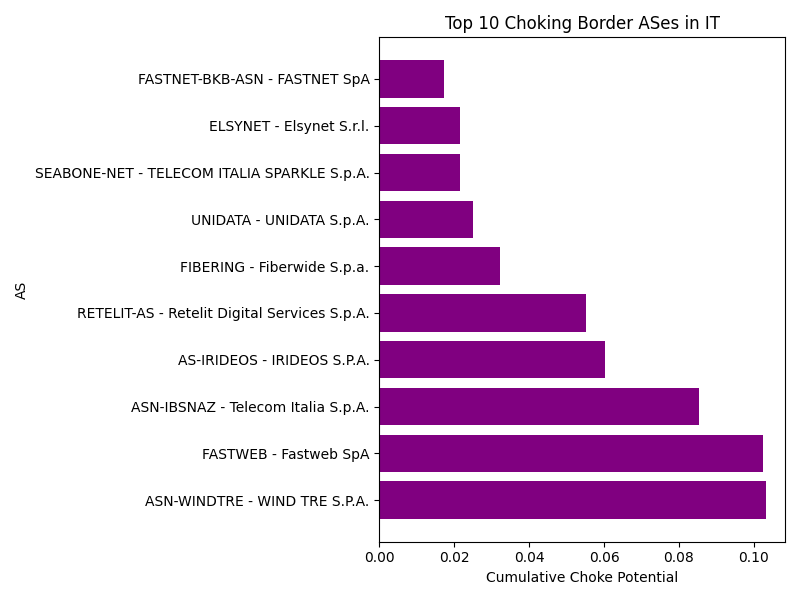 Top 10 Choking Border ASes in IT
FASTNET-BKB-ASN - FASTNET SpA
ELSYNET - Elsynet S.r.l.
SEABONE-NET - TELECOM ITALIA SPARKLE S.p.A.
UNIDATA - UNIDATA S.p.A.
FIBERING - Fiberwide S.p.a.
RETELIT-AS - Retelit Digital Services S.p.A.
AS-IRIDEOS - IRIDEOS S.P.A.
ASN-IBSNAZ - Telecom Italia S.p.A.
FASTWEB - Fastweb SpA
ASN-WINDTRE - WIND TRE S.P.A.
AS
0.00 0.02 0.04 0.06 0.08 0.10
Cumulative Choke Potential